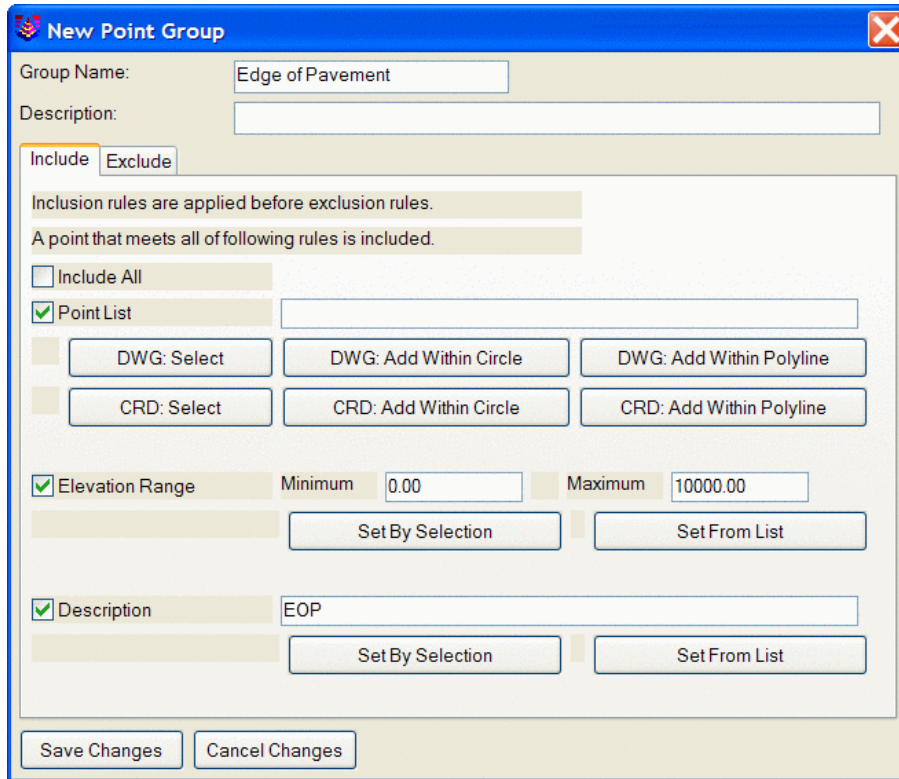 New Point Group
Group Name: Edge of Pavement
Description:
Include Exclude
Inclusion rules are applied before exclusion rules.
A point that meets all of following rules is included.
Include All
Point List
DWG: Select DWG: Add Within Circle DWG: Add Within Polyline
CRD: Select CRD: Add Within Circle CRD: Add Within Polyline
Elevation Range Minimum 0.00 Maximum 10000.00
Set By Selection Set From List
Description EOP
Set By Selection Set From List
Save Changes Cancel Changes